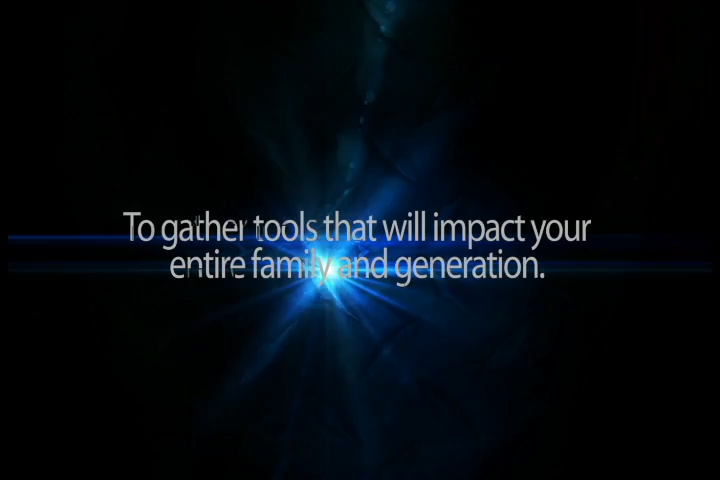 To gather tools that will impact your
entire family and generation.